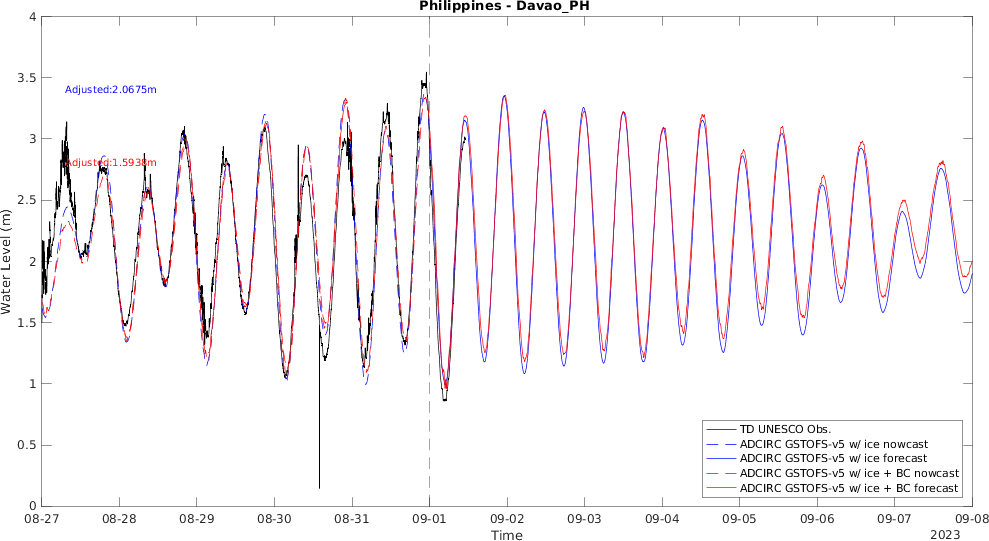 Philippines - Davao_PH
4
3.5
3
2.5
2
1.5
1
0.5
0
Water Level (m)
Adjusted:2.0675m
Adjusted:1.5938m
TD UNESCO Obs.
ADCIRC GSTOFS-v5 w/ ice nowcast
ADCIRC GSTOFS-v5 w/ ice forecast
ADCIRC GSTOFS-v5 w/ ice + BC nowcast
ADCIRC GSTOFS-v5 w/ ice + BC forecast
08-27 08-28 08-29 08-30 08-31 09-01 09-02 09-03 09-04 09-05 09-06 09-07 09-08
Time
2023